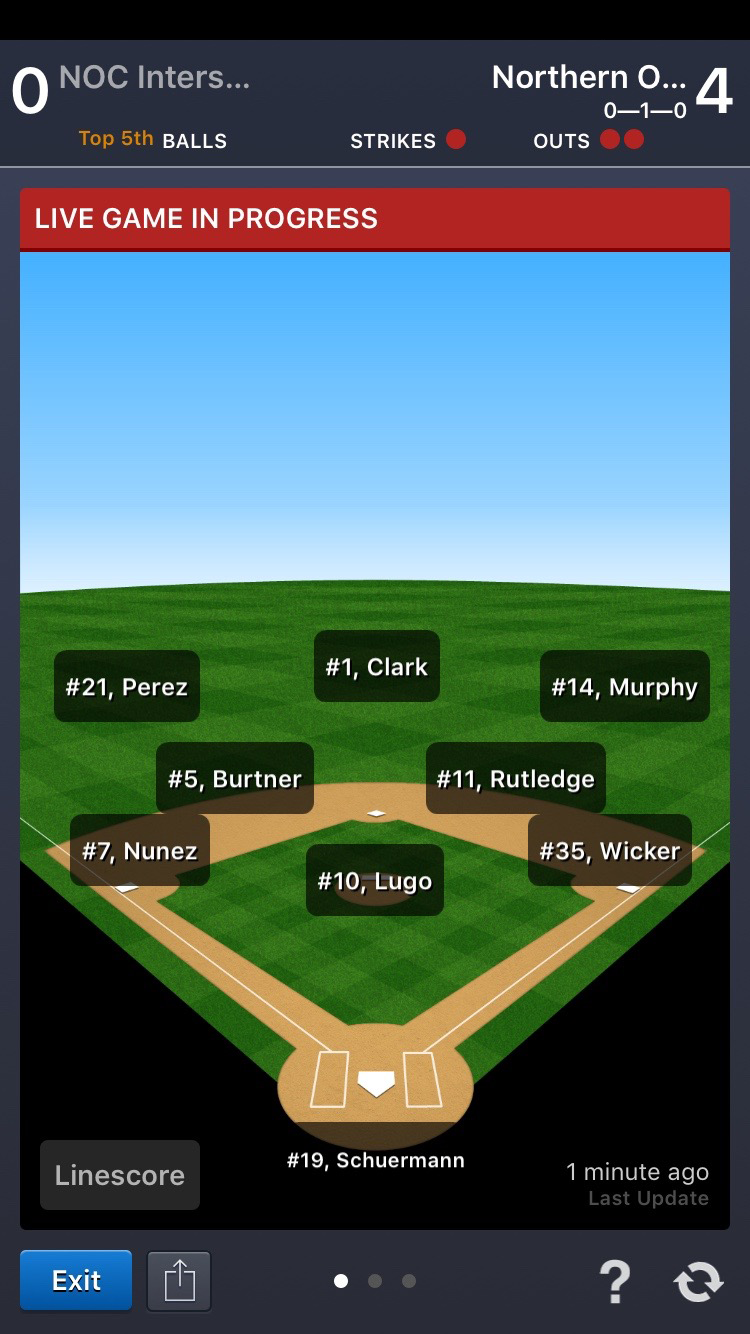 0 NOC Inters... Northern O... 4
0—1—0
Top 5th BALLS STRIKES OUTS
LIVE GAME IN PROGRESS
#1, Clark
#21, Perez #14, Murphy
#5, Burtner #11, Rutledge
#7, Nunez #35, Wicker
#10, Lugo
#19, Schuermann
Linescore 1 minute ago
Last Update
Exit ?